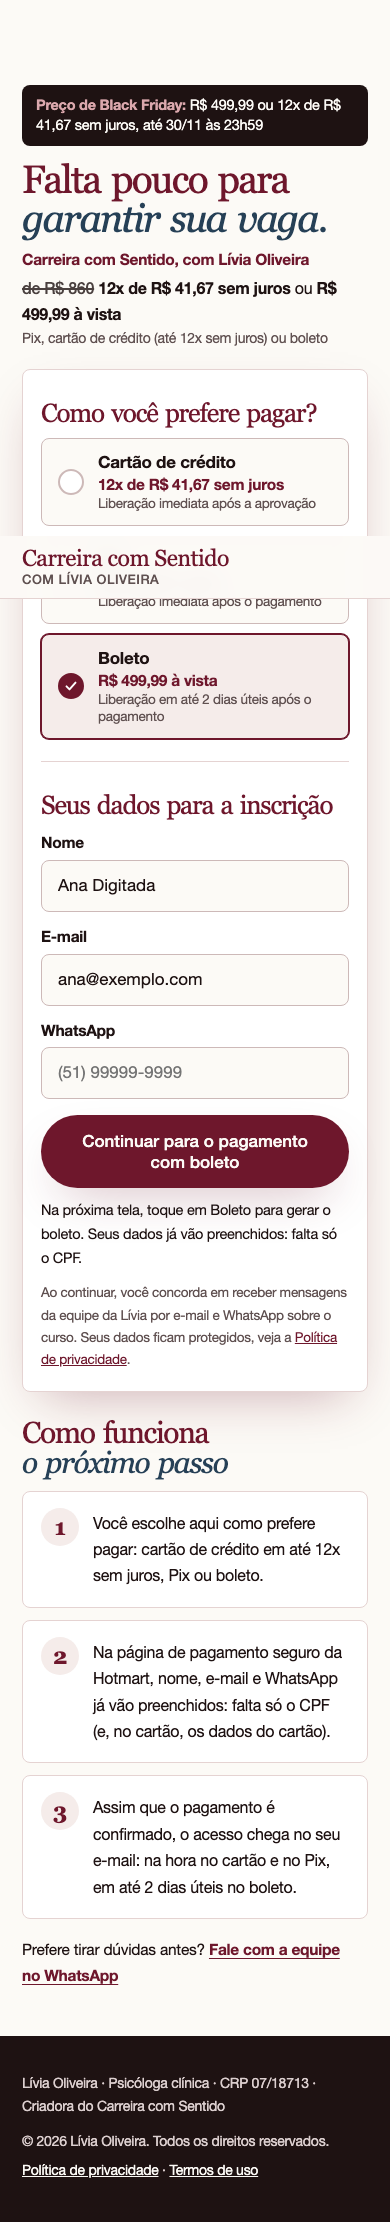 Preço de Black Friday: R$ 499,99 ou 12x de R$
41,67 sem juros, até 30/11 às 23h59
Falta pouco para
garantir sua vaga.
Carreira com Sentido, com Lívia Oliveira
de R$ 860 12x de R$ 41,67 sem juros ou R$
499,99 à vista
Pix, cartão de crédito (até 12x sem juros) ou boleto
Como você prefere pagar?
Cartão de crédito
12x de R$ 41,67 sem juros
Liberação imediata após a aprovação
Carreira com Sentido
COM LÍVIA OLIVEIRA
Liberação imediata após o pagamento
Boleto
R$ 499,99 à vista
Liberação em até 2 dias úteis após o
pagamento
Seus dados para a inscrição
Nome
Ana Digitada
E-mail
ana@exemplo.com
WhatsApp
(51) 99999-9999
Continuar para o pagamento
com boleto
Na próxima tela, toque em Boleto para gerar o
boleto. Seus dados já vão preenchidos: falta só
o CPF.
Ao continuar, você concorda em receber mensagens
da equipe da Lívia por e-mail e WhatsApp sobre o
curso. Seus dados ficam protegidos, veja a Política
de privacidade.
Como funciona
o próximo passo
1
Você escolhe aqui como prefere
pagar: cartão de crédito em até 12x
sem juros, Pix ou boleto.
2
Na página de pagamento seguro da
Hotmart, nome, e-mail e WhatsApp
já vão preenchidos: falta só o CPF
(e, no cartão, os dados do cartão).
3
Assim que o pagamento é
confirmado, o acesso chega no seu
e-mail: na hora no cartão e no Pix,
em até 2 dias úteis no boleto.
Prefere tirar dúvidas antes? Fale com a equipe
no WhatsApp
Lívia Oliveira · Psicóloga clínica · CRP 07/18713 ·
Criadora do Carreira com Sentido
© 2026 Lívia Oliveira. Todos os direitos reservados.
Política de privacidade · Termos de uso